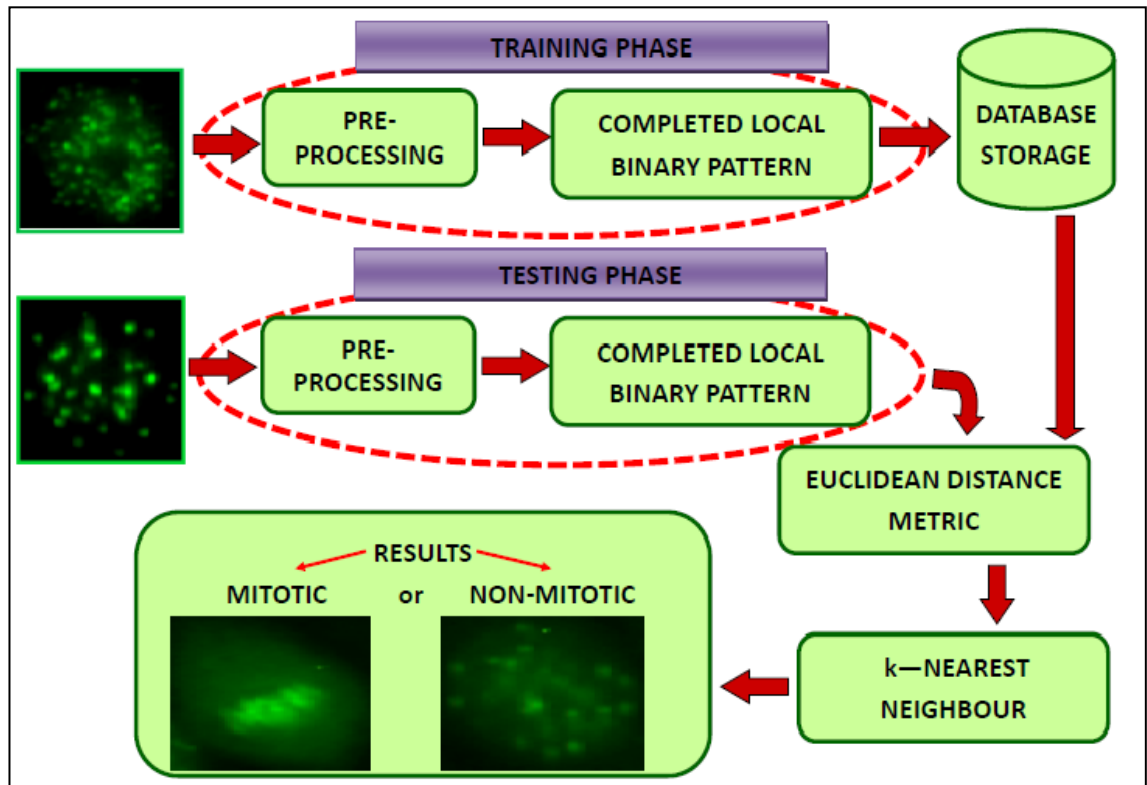 TRAINING PHASE
PRE-
PROCESSING
COMPLETED LOCAL
BINARY PATTERN
DATABASE
STORAGE
TESTING PHASE
PRE-
PROCESSING
COMPLETED LOCAL
BINARY PATTERN
EUCLIDEAN DISTANCE
METRIC
k—NEAREST
NEIGHBOUR
RESULTS
MITOTIC or NON-MITOTIC